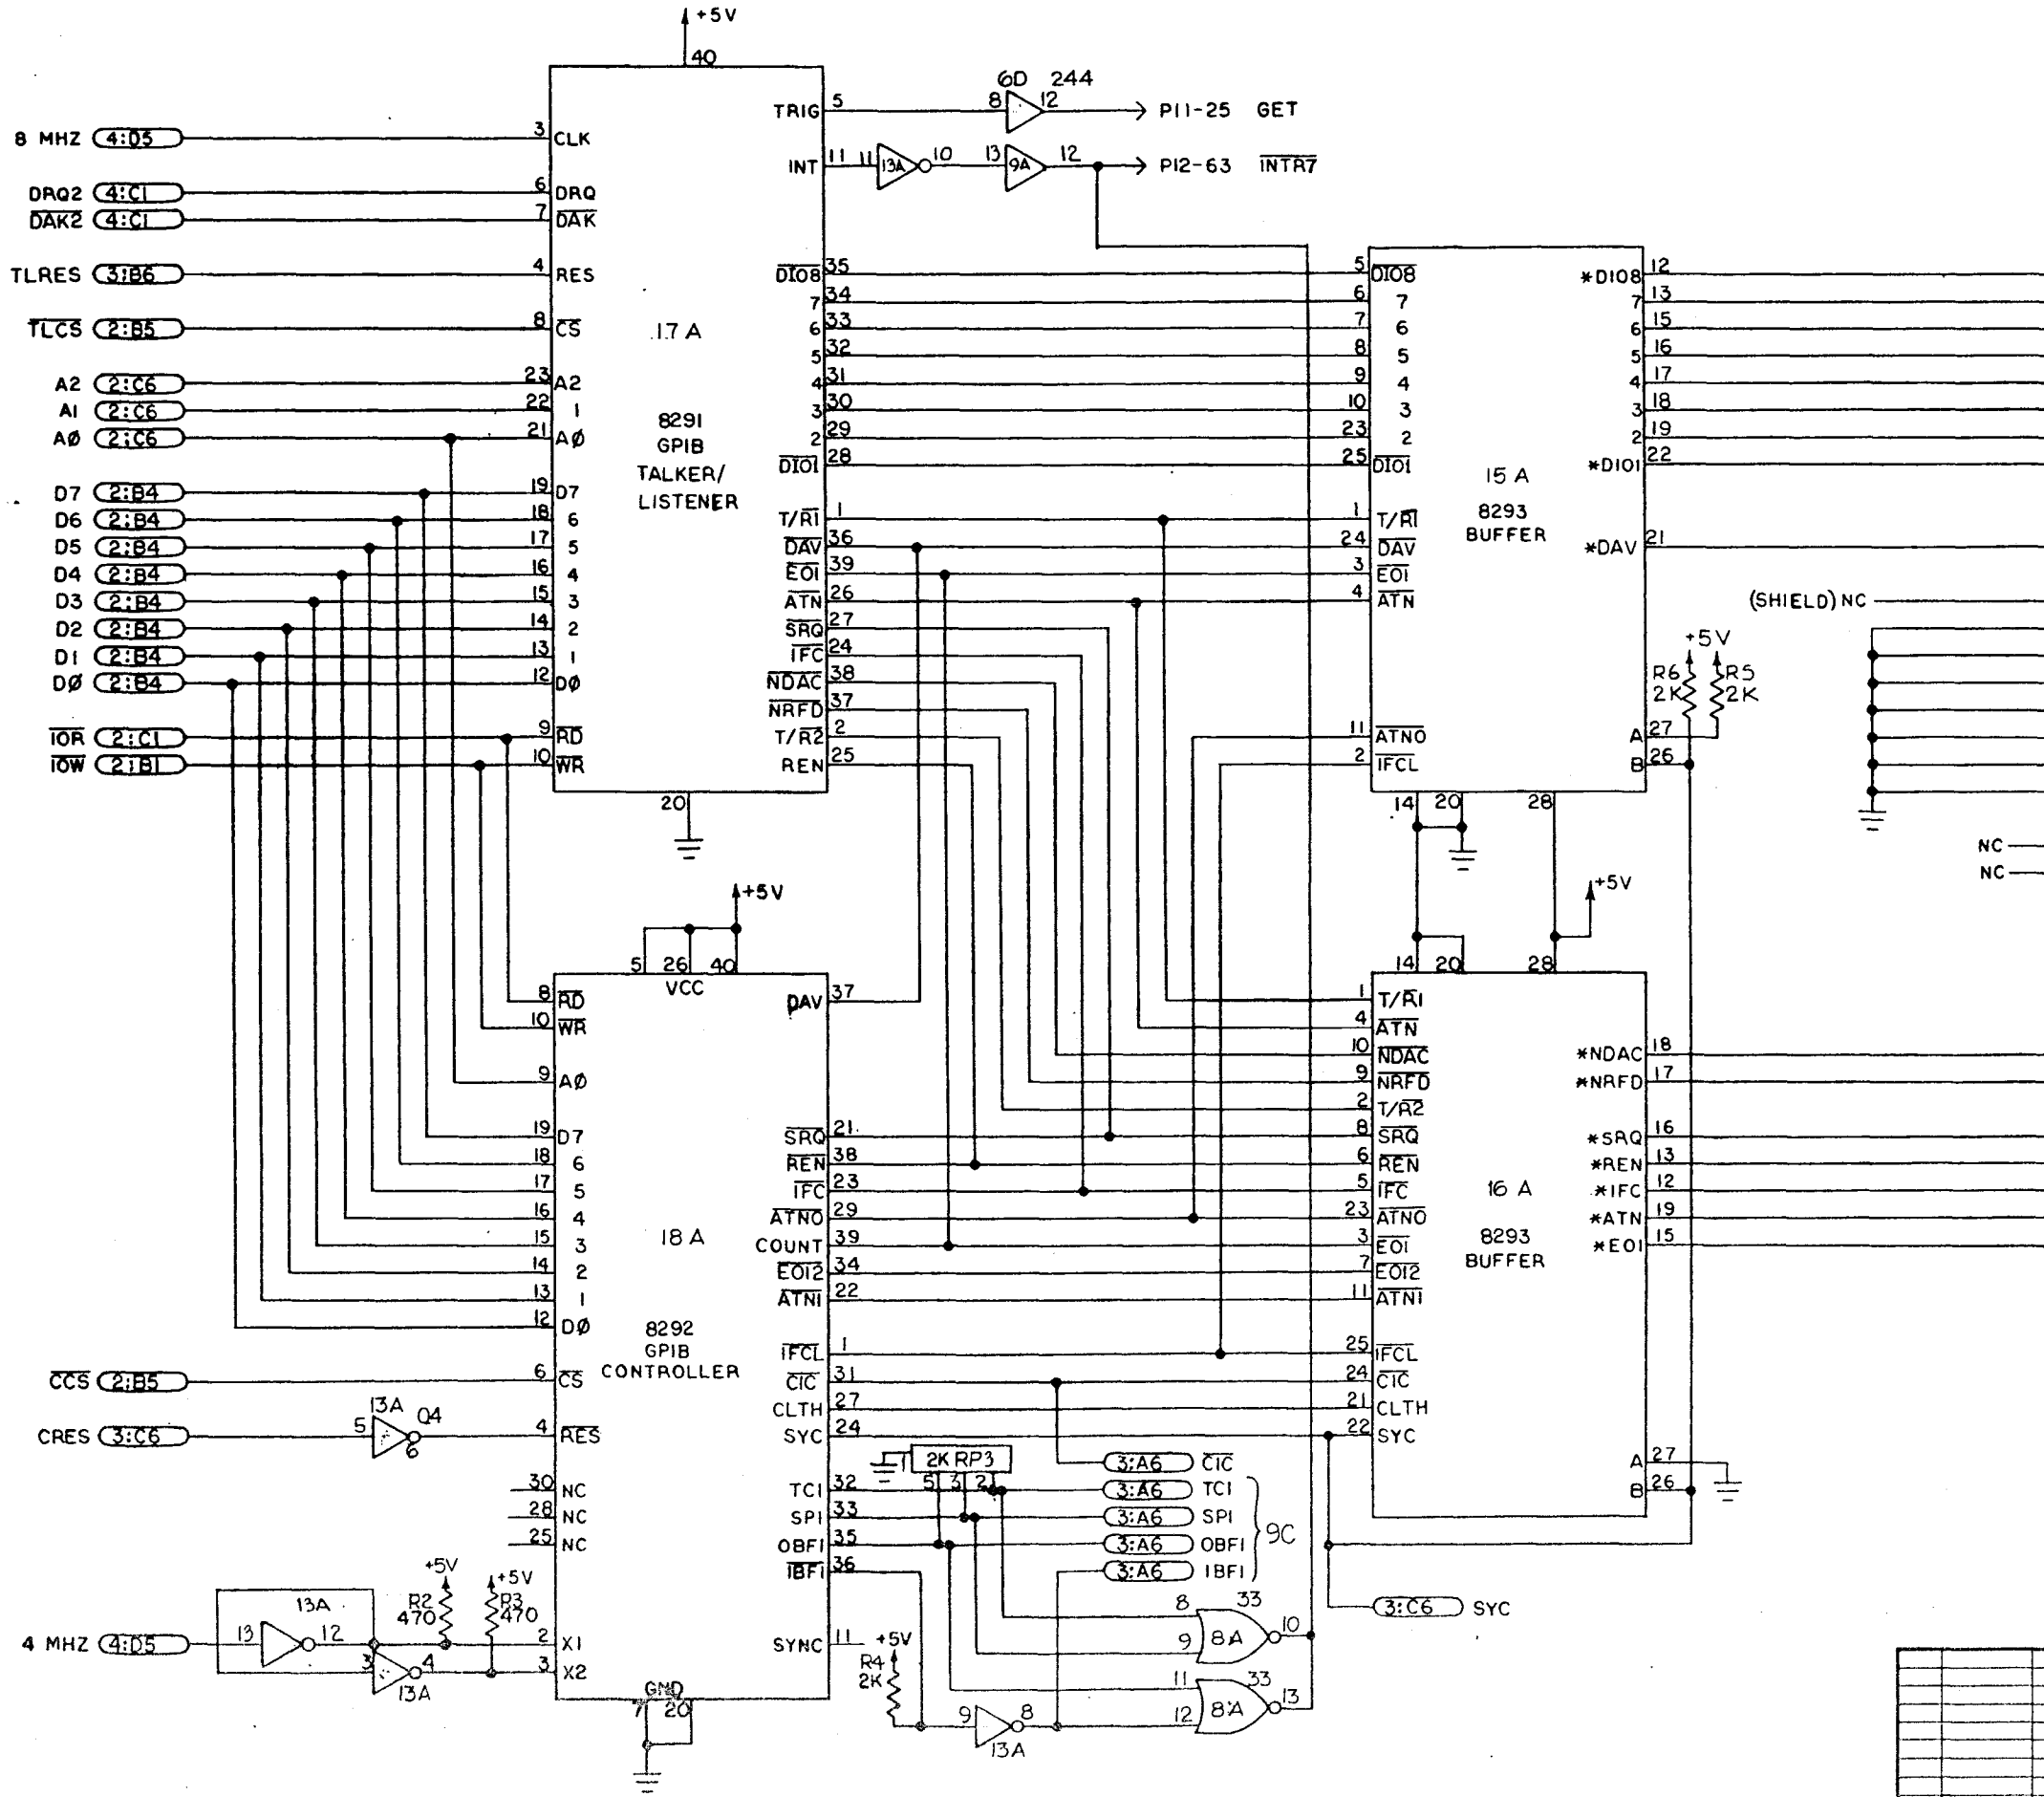 +5V
40
8 MHZ 4:D5 3 CLK
DRQ2 4:C1 6 DRQ
DAK2 4:C1 7 DAK
TLRES 3:B6 4 RES
TLCS 2:B5 8 CS
A2 2:C6 23 A2
A1 2:C6 22 1
AØ 2:C6 21 AØ
D7 2:B4 19 D7
D6 2:B4 18 6
D5 2:B4 17 5
D4 2:B4 16 4
D3 2:B4 15 3
D2 2:B4 14 2
D1 2:B4 13 1
DØ 2:B4 12 DØ
IOR 2:C1 9 RD
IOW 2:B1 10 WR
17A
8291
GPIB
TALKER/
LISTENER
20
TRIG 5
INT 11
DIO8 35
7 34
6 33
5 32
4 31
3 30
2 29
DIO1 28
T/R1 1
DAV 36
EOI 39
ATN 26
SRQ 27
IFC 24
NDAC 38
NRFD 37
T/R2 2
REN 25
6D 244
8 12 P11-25 GET
11 13A 10 13 9A 12 P12-63 INTR7
5 DIO8
6 7
7 6
8 5
9 4
10 3
23 2
25 DIO1
1 T/R1
24 DAV
3 EOI
4 ATN
11 ATNO
2 IFCL
15A
8293
BUFFER
*DIO8 12
7 13
6 15
5 16
4 17
3 18
2 19
*DIO1 22
*DAV 21
A 27
B 26
14 20 28
(SHIELD) NC
+5V
R6 2K
R5 2K
NC
NC
+5V
5 26 40
VCC
8 RD
10 WR
9 AØ
19 D7
18 6
17 5
16 4
15 3
14 2
13 1
12 DØ
CCS 2:B5 6 CS
CRES 3:C6 5 13A 04 6 4 RES
30 NC
28 NC
25 NC
+5V
R2 470
+5V
R3 470
4 MHZ 4:D5 13 13A 12 2 X1
3 13A 4 3 X2
18A
8292
GPIB
CONTROLLER
GND
7 20
DAV 37
SRQ 21
REN 38
IFC 23
ATNO 29
COUNT 39
EOI2 34
ATNI 22
IFCL 1
CIC 31
CLTH 27
SYC 24
TCI 32
SPI 33
OBFI 35
IBFI 36
SYNC 11
1 2K RP3
5 3 2
3:A6 CIC
3:A6 TCI
3:A6 SPI
3:A6 OBFI
3:A6 IBFI
9C
+5V
R4
2K
9 13A 8
8 9 33 8A 10
11 12 33 8A 13
3:C6 SYC
+5V
14 20 28
1 T/R1
4 ATN
10 NDAC
9 NRFD
2 T/R2
8 SRQ
6 REN
5 IFC
23 ATNO
3 EOI
7 EOI2
11 ATNI
25 IFCL
24 CIC
21 CLTH
22 SYC
16A
8293
BUFFER
*NDAC 18
*NRFD 17
*SRQ 16
*REN 13
*IFC 12
*ATN 19
*EOI 15
A 27
B 26